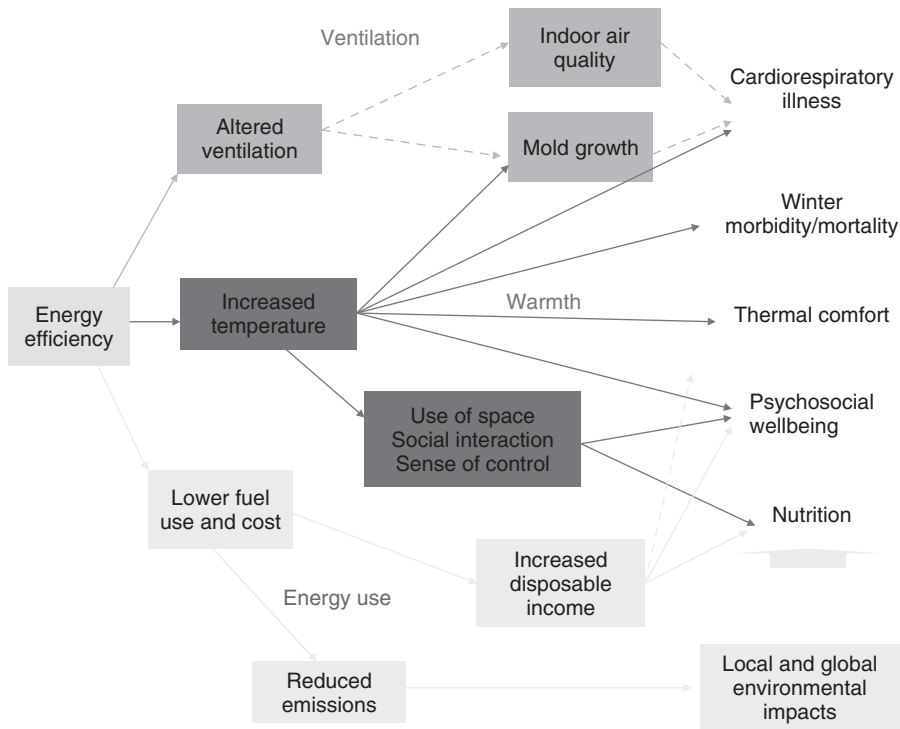 Ventilation
Indoor air
quality
Cardiorespiratory
illness
Altered
ventilation
Mold growth
Winter
morbidity/mortality
Energy
efficiency
Increased
temperature
Warmth
Thermal comfort
Use of space
Social interaction
Sense of control
Psychosocial
wellbeing
Lower fuel
use and cost
Nutrition
Increased
disposable
income
Energy use
Reduced
emissions
Local and global
environmental
impacts